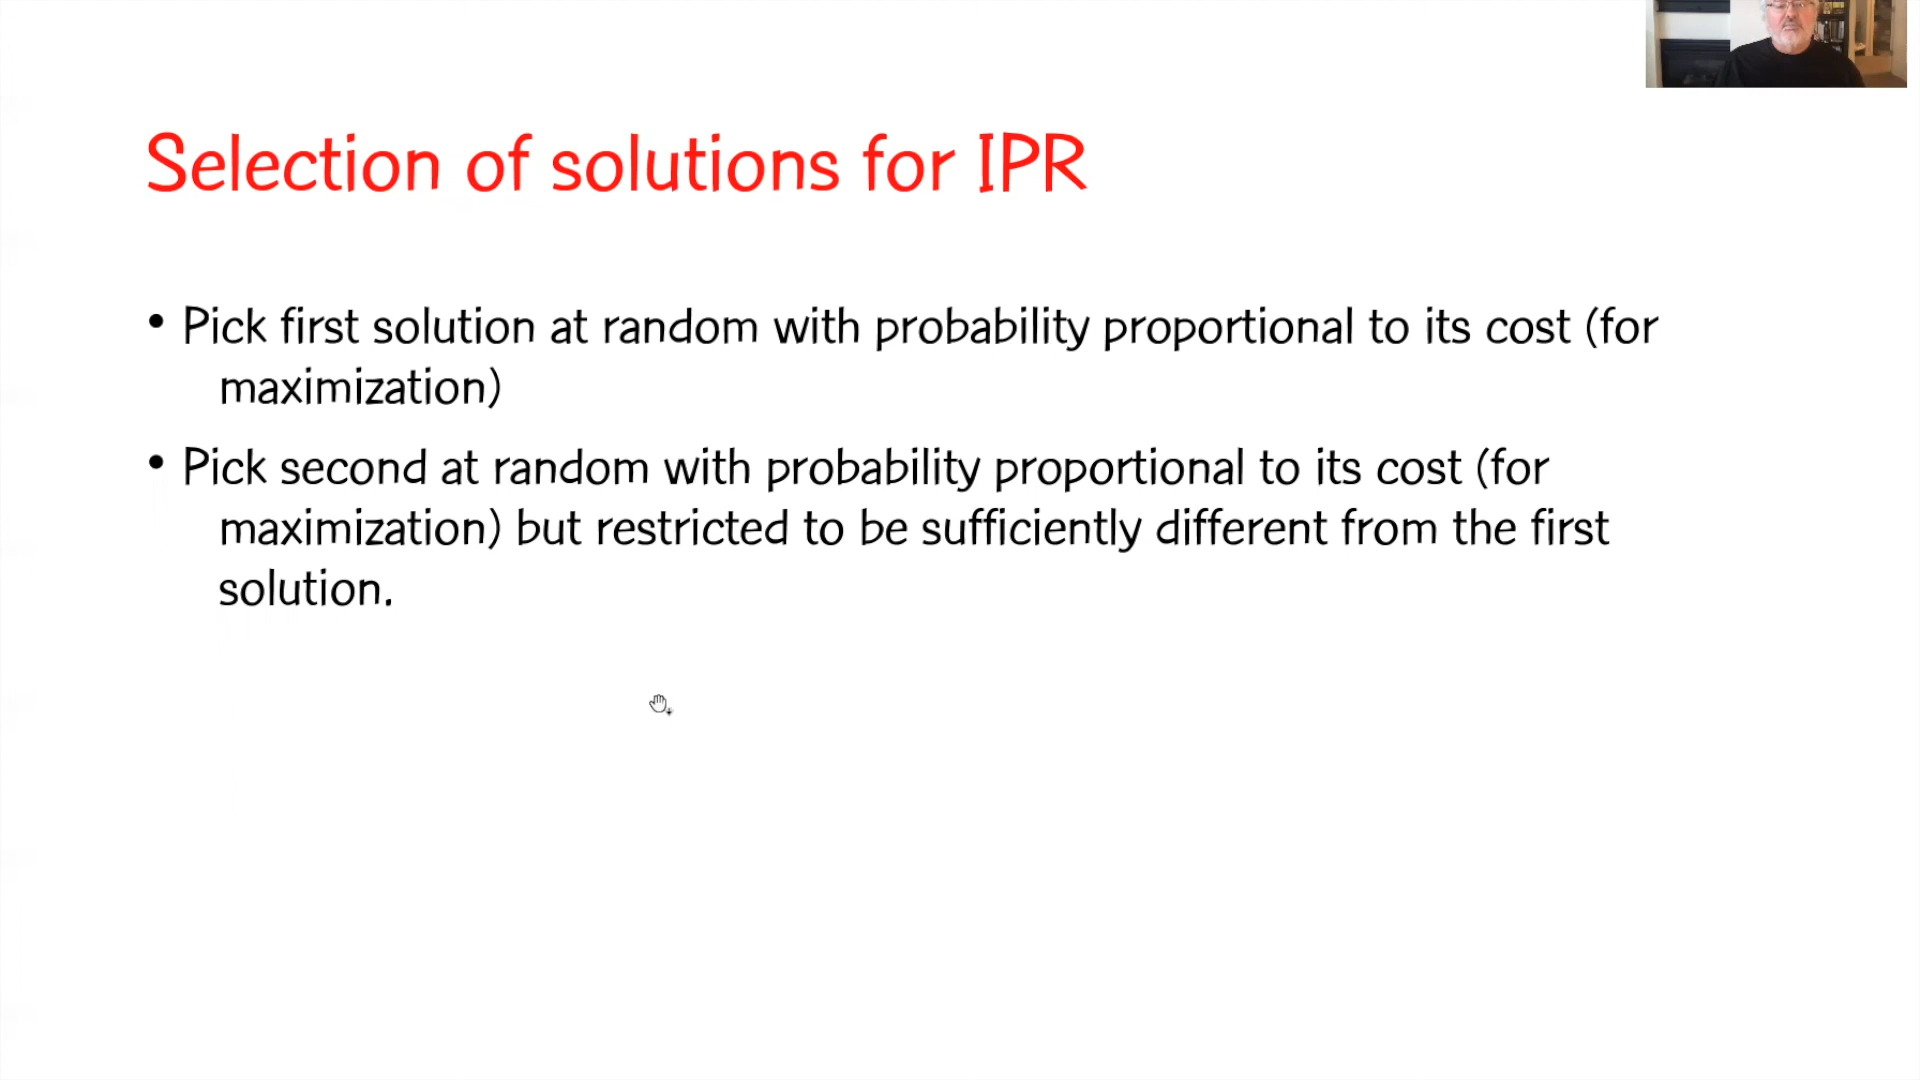 Selection of solutions for IPR
• Pick first solution at random with probability proportional to its cost (for
maximization)
• Pick second at random with probability proportional to its cost (for
maximization) but restricted to be sufficiently different from the first
solution.